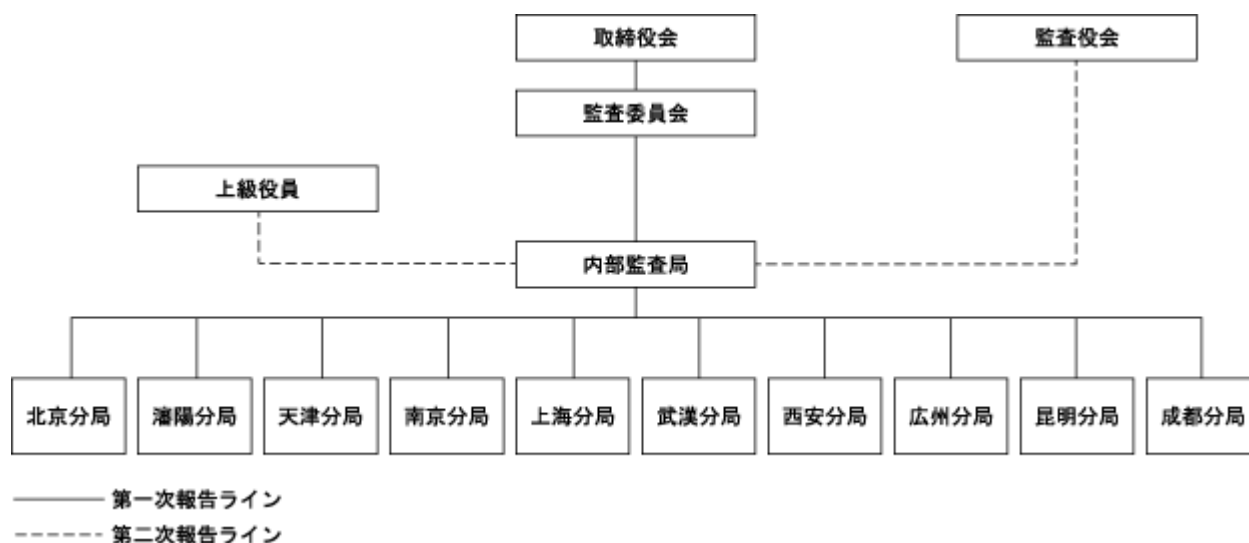 取締役会
監査役会
監査委員会
上級役員
内部監査局
北京分局
瀋陽分局
天津分局
南京分局
上海分局
武漢分局
西安分局
広州分局
昆明分局
成都分局
第一次報告ライン
第二次報告ライン